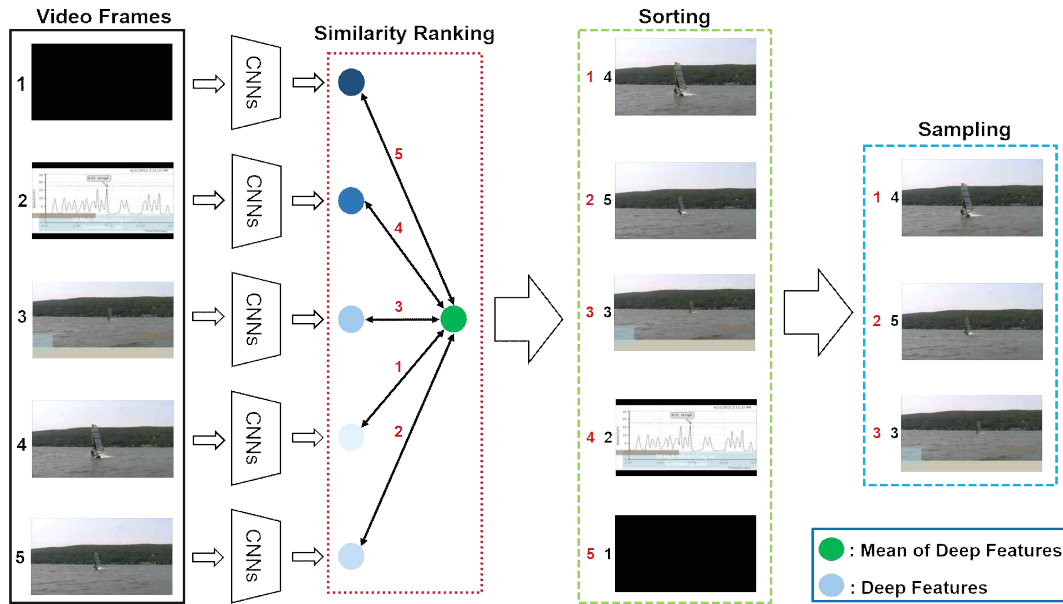 Video Frames
Similarity Ranking
Sorting
Sampling
1
CNNs
2
CNNs
3
CNNs
4
CNNs
5
CNNs
5
4
3
1
2
1 4
2 5
3 3
4 2
5 1
1 4
2 5
3 3
: Mean of Deep Features
: Deep Features